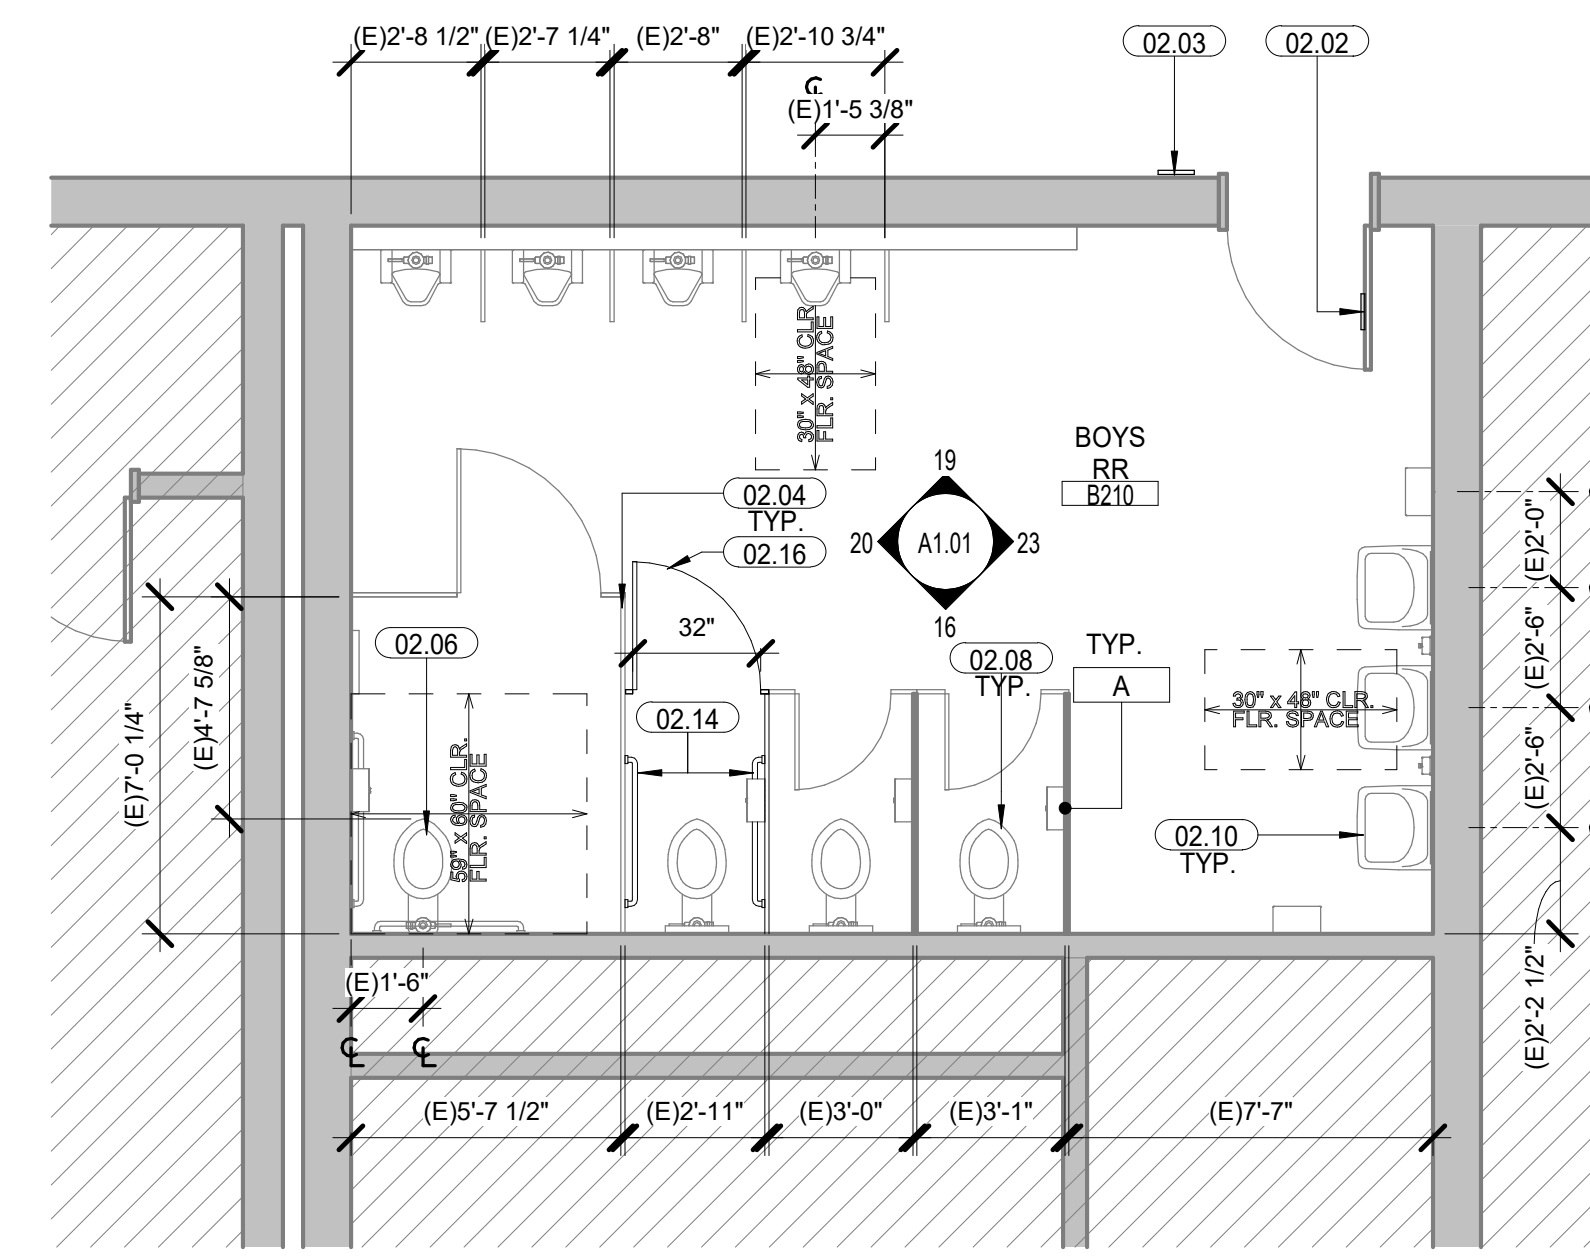 (E)2'-8 1/2" (E)2'-7 1/4" (E)2'-8" (E)2'-10 3/4"
℄
(E)1'-5 3/8"
02.03
02.02
30" x 48" CLR
FLR. SPACE
BOYS
RR
B210
19
20 A1.01 23
16
02.04
TYP.
02.16
32"
02.06
02.08
TYP.
TYP.
A
02.14
30" x 48" CLR.
FLR. SPACE
59" x 60" CLR.
FLR. SPACE
02.10
TYP.
(E)7'-0 1/4"
(E)4'-7 5/8"
(E)2'-0"
(E)2'-6"
(E)2'-6"
(E)2'-2 1/2"
(E)1'-6"
℄ ℄
(E)5'-7 1/2" (E)2'-11" (E)3'-0" (E)3'-1" (E)7'-7"